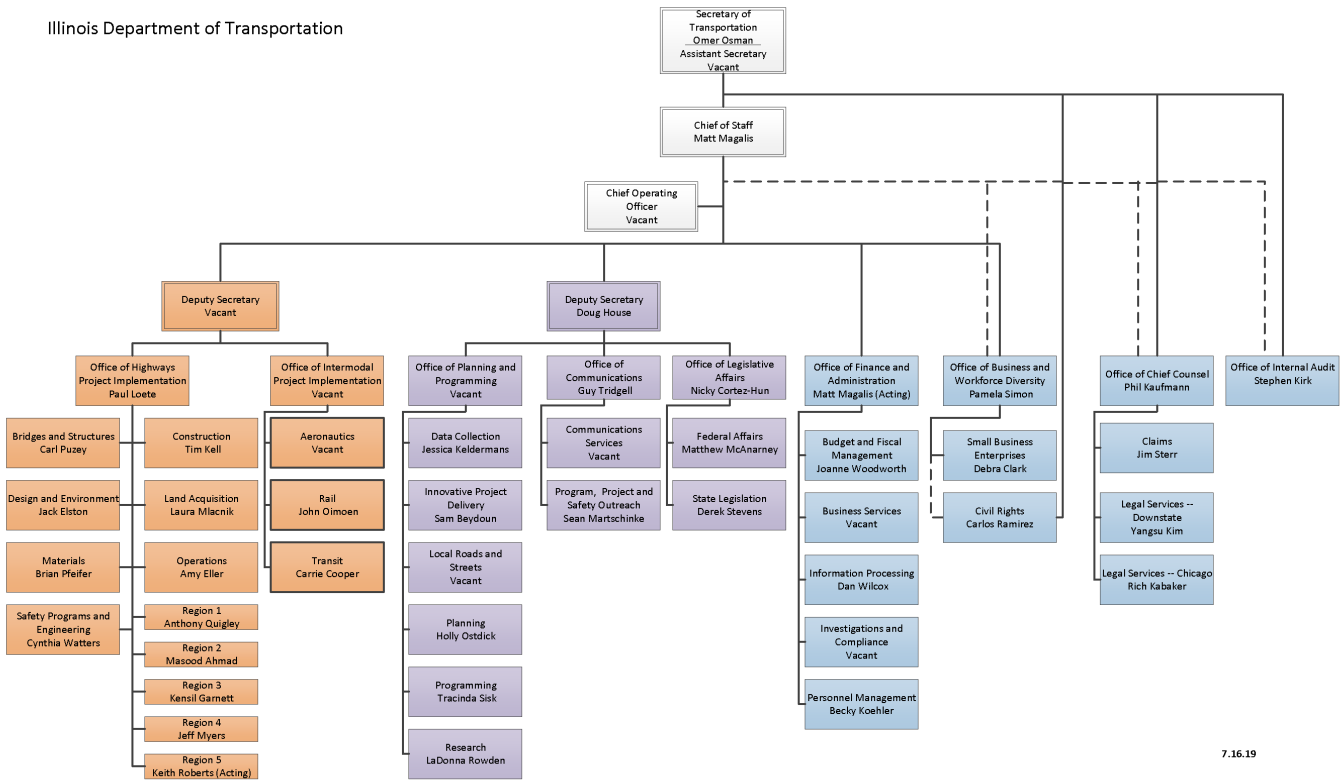 Illinois Department of Transportation
Secretary of
Transportation
Omer Osman
Assistant Secretary
Vacant
Chief of Staff
Matt Magalis
Chief Operating
Officer
Vacant
Deputy Secretary
Vacant
Deputy Secretary
Doug House
Office of Highways
Project Implementation
Paul Loete
Office of Intermodal
Project Implementation
Vacant
Office of Planning and
Programming
Vacant
Office of
Communications
Guy Tridgell
Office of Legislative
Affairs
Nicky Cortez-Hun
Office of Finance and
Administration
Matt Magalis (Acting)
Office of Business and
Workforce Diversity
Pamela Simon
Office of Chief Counsel
Phil Kaufmann
Office of Internal Audit
Stephen Kirk
Bridges and Structures
Carl Puzey
Design and Environment
Jack Elston
Materials
Brian Pfeifer
Safety Programs and
Engineering
Cynthia Watters
Construction
Tim Kell
Land Acquisition
Laura Mlacnik
Operations
Amy Eller
Region 1
Anthony Quigley
Region 2
Masood Ahmad
Region 3
Kensil Garnett
Region 4
Jeff Myers
Region 5
Keith Roberts (Acting)
Aeronautics
Vacant
Rail
John Oimoen
Transit
Carrie Cooper
Data Collection
Jessica Keldermans
Innovative Project
Delivery
Sam Beydoun
Local Roads and
Streets
Vacant
Planning
Holly Ostdick
Programming
Tracinda Sisk
Research
LaDonna Rowden
Communications
Services
Vacant
Program, Project and
Safety Outreach
Sean Martschinke
Federal Affairs
Matthew McAnarney
State Legislation
Derek Stevens
Budget and Fiscal
Management
Joanne Woodworth
Business Services
Vacant
Information Processing
Dan Wilcox
Investigations and
Compliance
Vacant
Personnel Management
Becky Koehler
Small Business
Enterprises
Debra Clark
Civil Rights
Carlos Ramirez
Claims
Jim Sterr
Legal Services --
Downstate
Yangsu Kim
Legal Services -- Chicago
Rich Kabaker
7.16.19